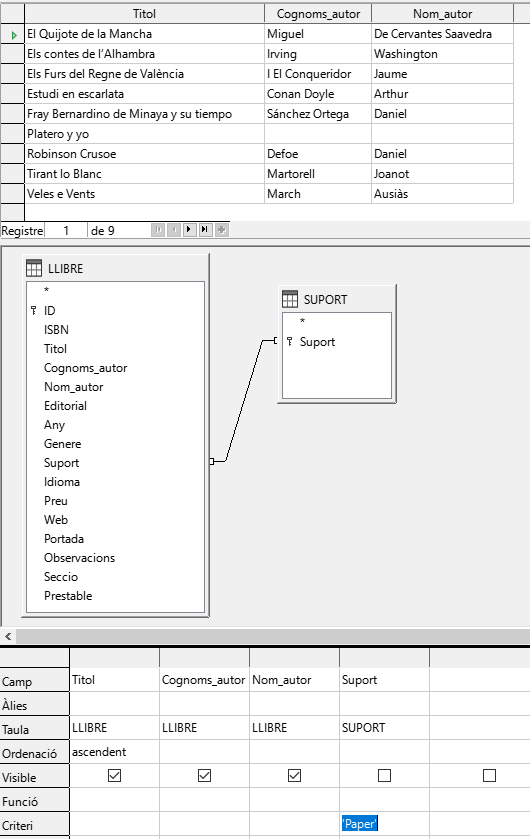 Titol Cognoms_autor Nom_autor
El Quijote de la Mancha Miguel De Cervantes Saavedra
Els contes de l'Alhambra Irving Washington
Els Furs del Regne de València I El Conqueridor Jaume
Estudi en escarlata Conan Doyle Arthur
Fray Bernardino de Minaya y su tiempo Sánchez Ortega Daniel
Platero y yo
Robinson Crusoe Defoe Daniel
Tirant lo Blanc Martorell Joanot
Veles e Vents March Ausiàs
Registre 1 de 9
LLIBRE
*
ID
ISBN
Titol
Cognoms_autor
Nom_autor
Editorial
Any
Genere
Suport
Idioma
Preu
Web
Portada
Observacions
Seccio
Prestable
SUPORT
*
Suport
Camp Titol Cognoms_autor Nom_autor Suport
Àlies
Taula LLIBRE LLIBRE LLIBRE SUPORT
Ordenació ascendent
Visible
Funció
Criteri 'Paper'